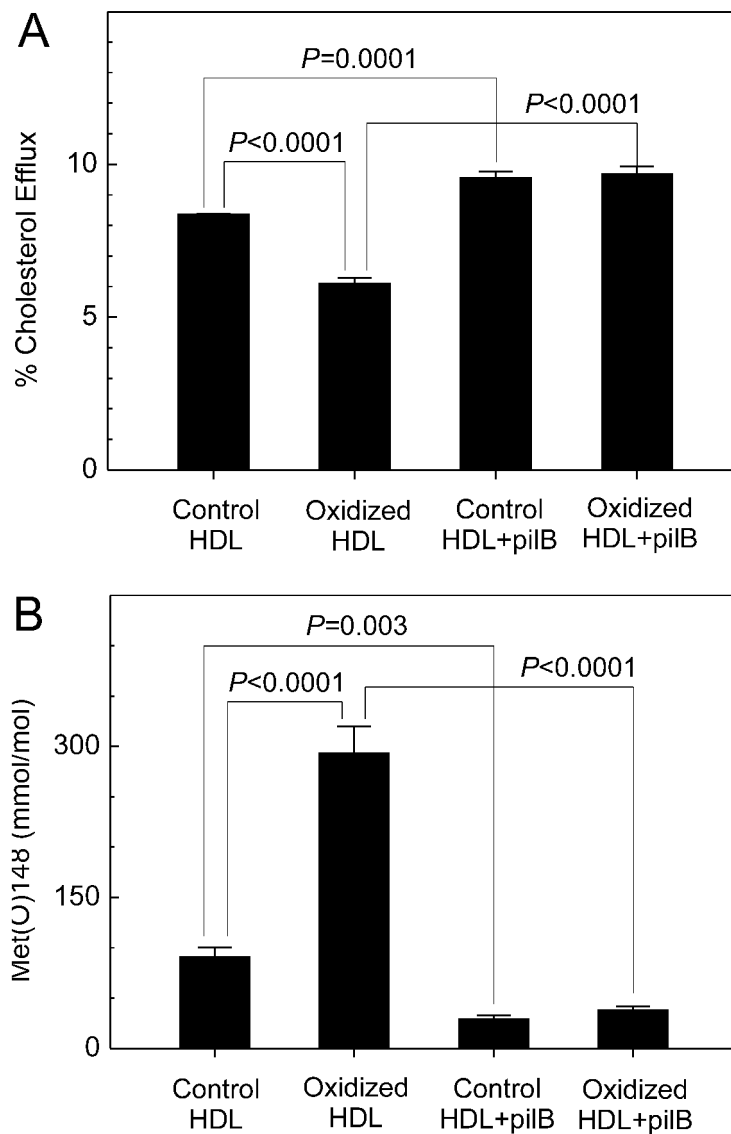 A
P=0.0001
P<0.0001
P<0.0001
% Cholesterol Efflux
10
5
0
Control HDL
Oxidized HDL
Control HDL+pilB
Oxidized HDL+pilB
B
P=0.003
P<0.0001
P<0.0001
Met(O)148 (mmol/mol)
300
150
0
Control HDL
Oxidized HDL
Control HDL+pilB
Oxidized HDL+pilB